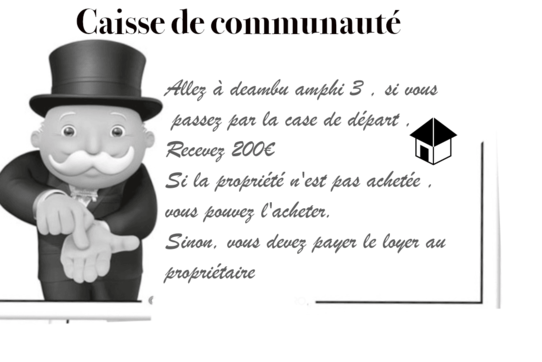 Caisse de communauté
Allez à deambu amphi 3 , si vous
passez par la case de départ ,
Recevez 200€
Si la propriété n'est pas achetée ,
vous pouvez l'acheter.
Sinon, vous devez payer le loyer au
propriétaire